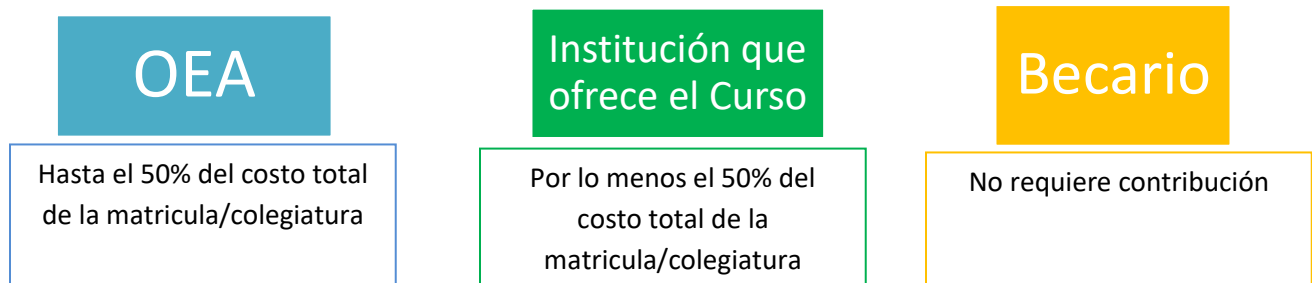 OEA
Hasta el 50% del costo total
de la matricula/colegiatura
Institución que
ofrece el Curso
Por lo menos el 50% del
costo total de la
matricula/colegiatura
Becario
No requiere contribución